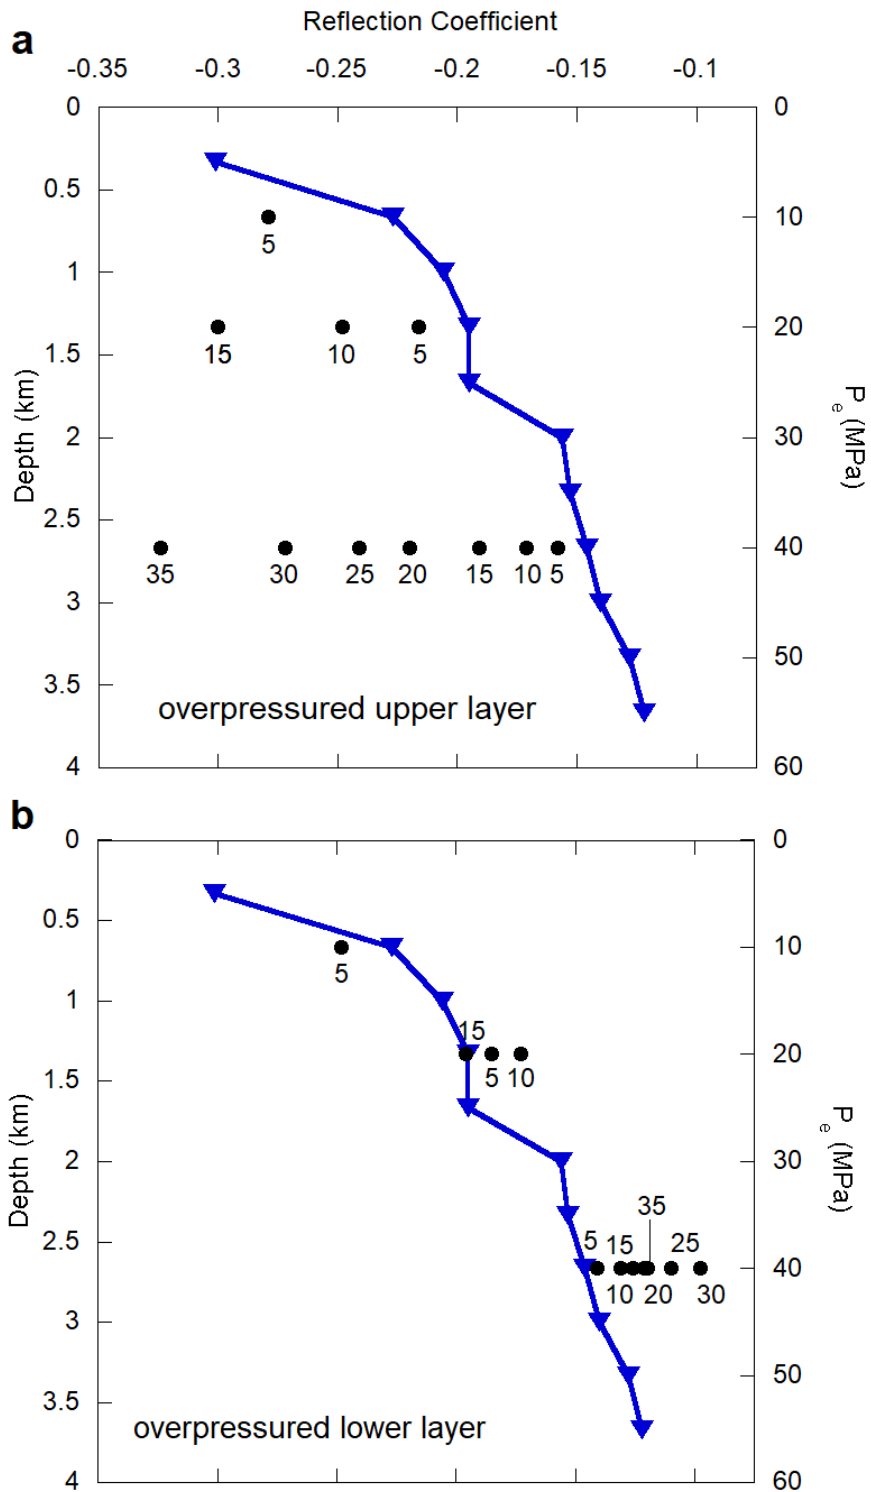 Reflection Coefficient
a
-0.35 -0.3 -0.25 -0.2 -0.15 -0.1
0 0
0.5
5 10
1
15 10 5 20
1.5
Depth (km)
P e (MPa)
2 30
2.5
35 30 25 20 15 10 5 40
3
50
3.5
overpressured upper layer
4 60
b
0 0
0.5
5 10
1
15
5 10 20
1.5
Depth (km)
P e (MPa)
2 30
35
5 15 25
2.5
10 20 30 40
3
50
3.5
overpressured lower layer
4 60